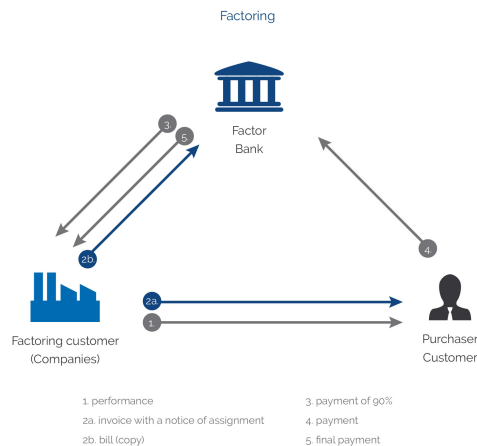 Factoring
Factor
Bank
3.
5.
4.
2b.
2a.
1.
Factoring customer
(Companies)
Purchaser
Customer
1. performance
2a. invoice with a notice of assignment
2b. bill (copy)
3. payment of 90%
4. payment
5. final payment